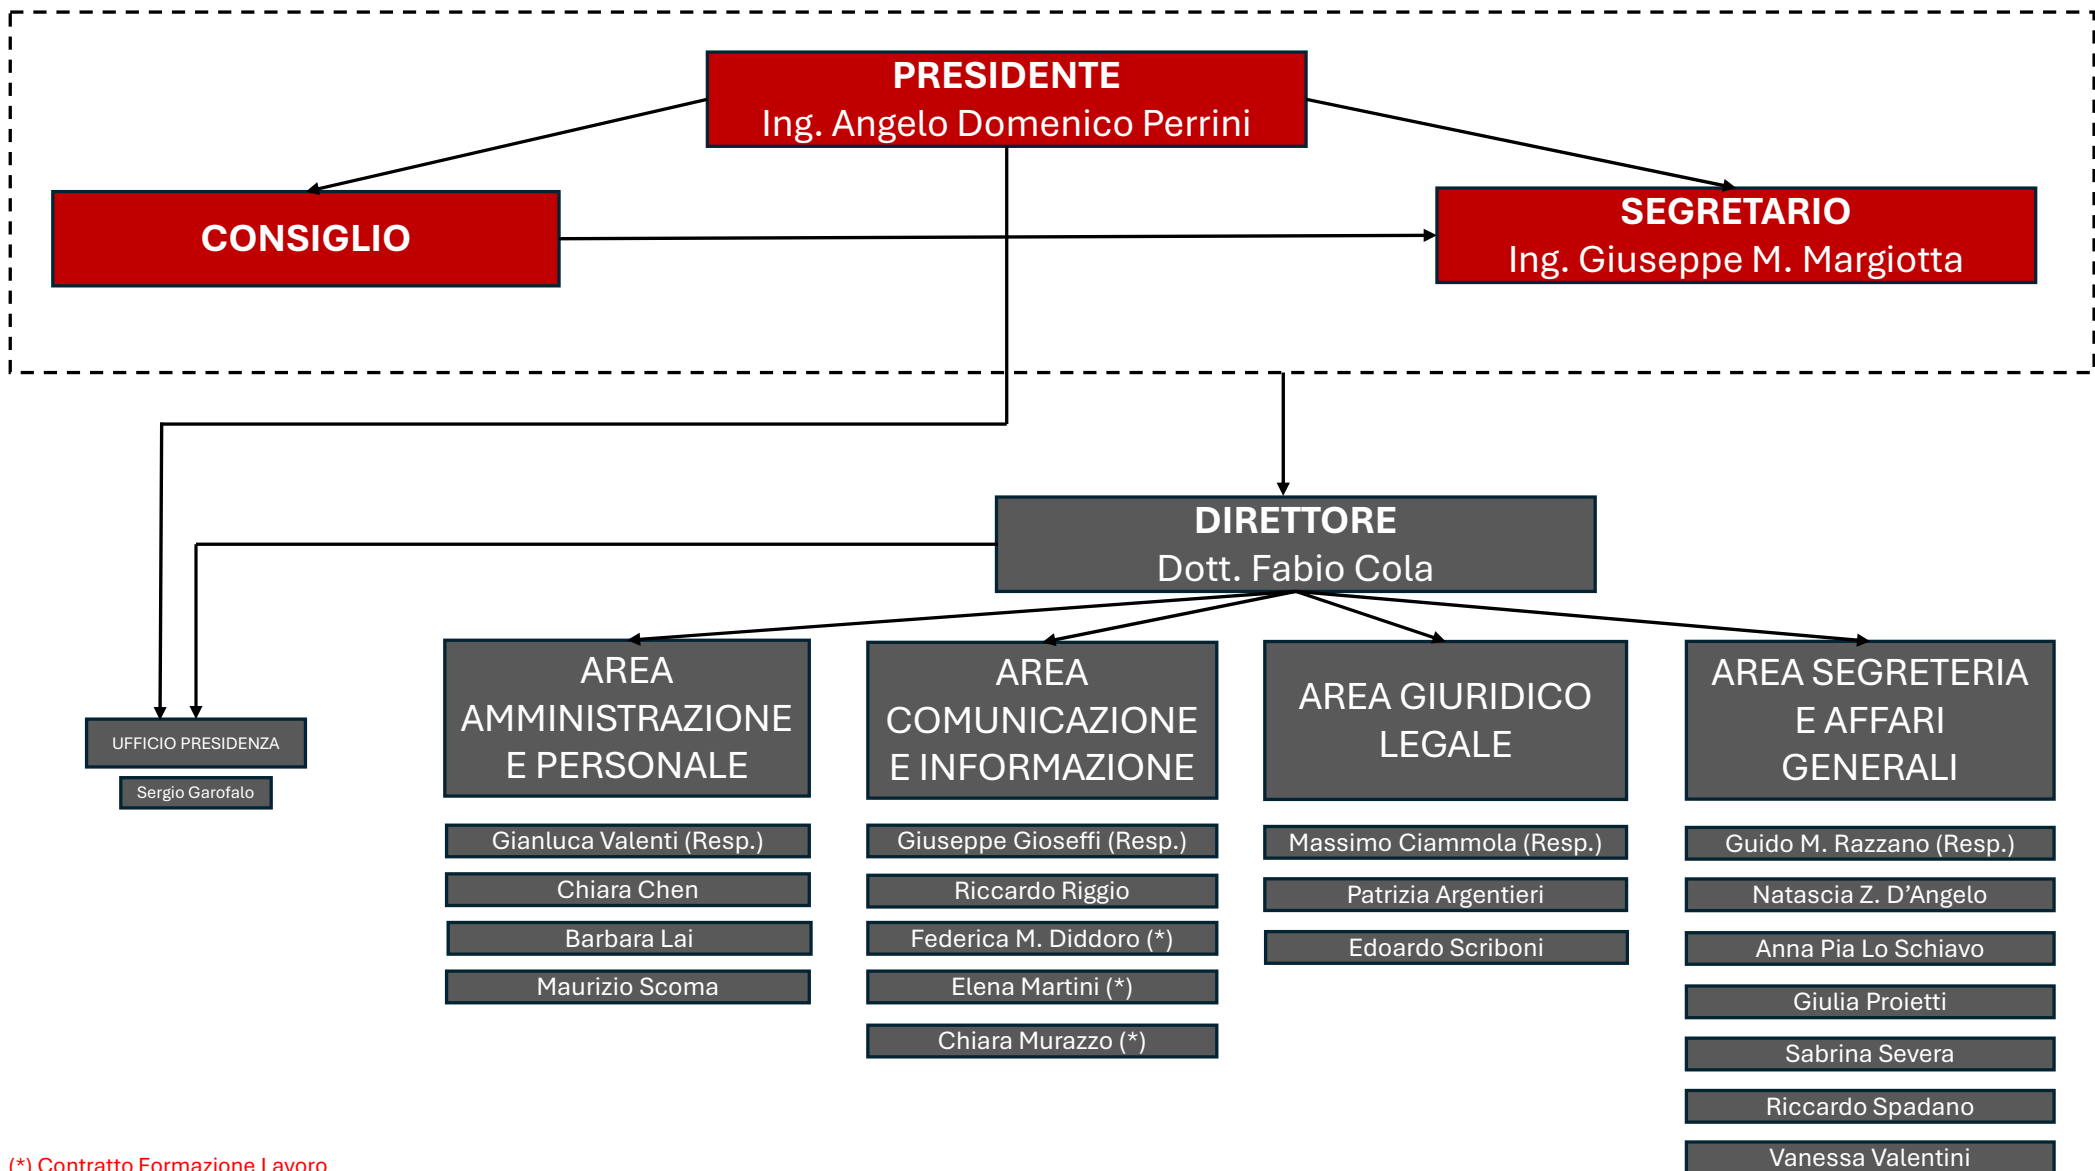 PRESIDENTE
Ing. Angelo Domenico Perrini
CONSIGLIO
SEGRETARIO
Ing. Giuseppe M. Margiotta
DIRETTORE
Dott. Fabio Cola
UFFICIO PRESIDENZA
Sergio Garofalo
AREA
AMMINISTRAZIONE
E PERSONALE
Gianluca Valenti (Resp.)
Chiara Chen
Barbara Lai
Maurizio Scoma
AREA
COMUNICAZIONE
E INFORMAZIONE
Giuseppe Gioseffi (Resp.)
Riccardo Riggio
Federica M. Diddoro (*)
Elena Martini (*)
Chiara Murazzo (*)
AREA GIURIDICO
LEGALE
Massimo Ciammola (Resp.)
Patrizia Argentieri
Edoardo Scriboni
AREA SEGRETERIA
E AFFARI
GENERALI
Guido M. Razzano (Resp.)
Natascia Z. D’Angelo
Anna Pia Lo Schiavo
Giulia Proietti
Sabrina Severa
Riccardo Spadano
Vanessa Valentini
(*) Contratto Formazione Lavoro